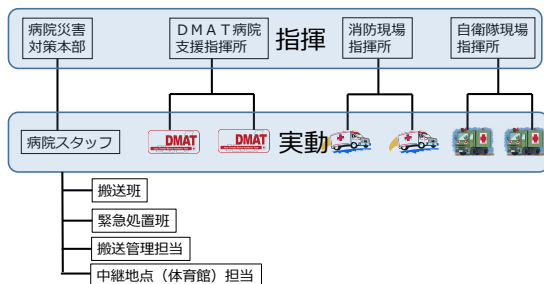 病院災害
対策本部
DMAT病院
支援指揮所
指揮
消防現場
指揮所
自衛隊現場
指揮所
病院スタッフ
DMAT
DMAT
実動
搬送班
緊急処置班
搬送管理担当
中継地点（体育館）担当